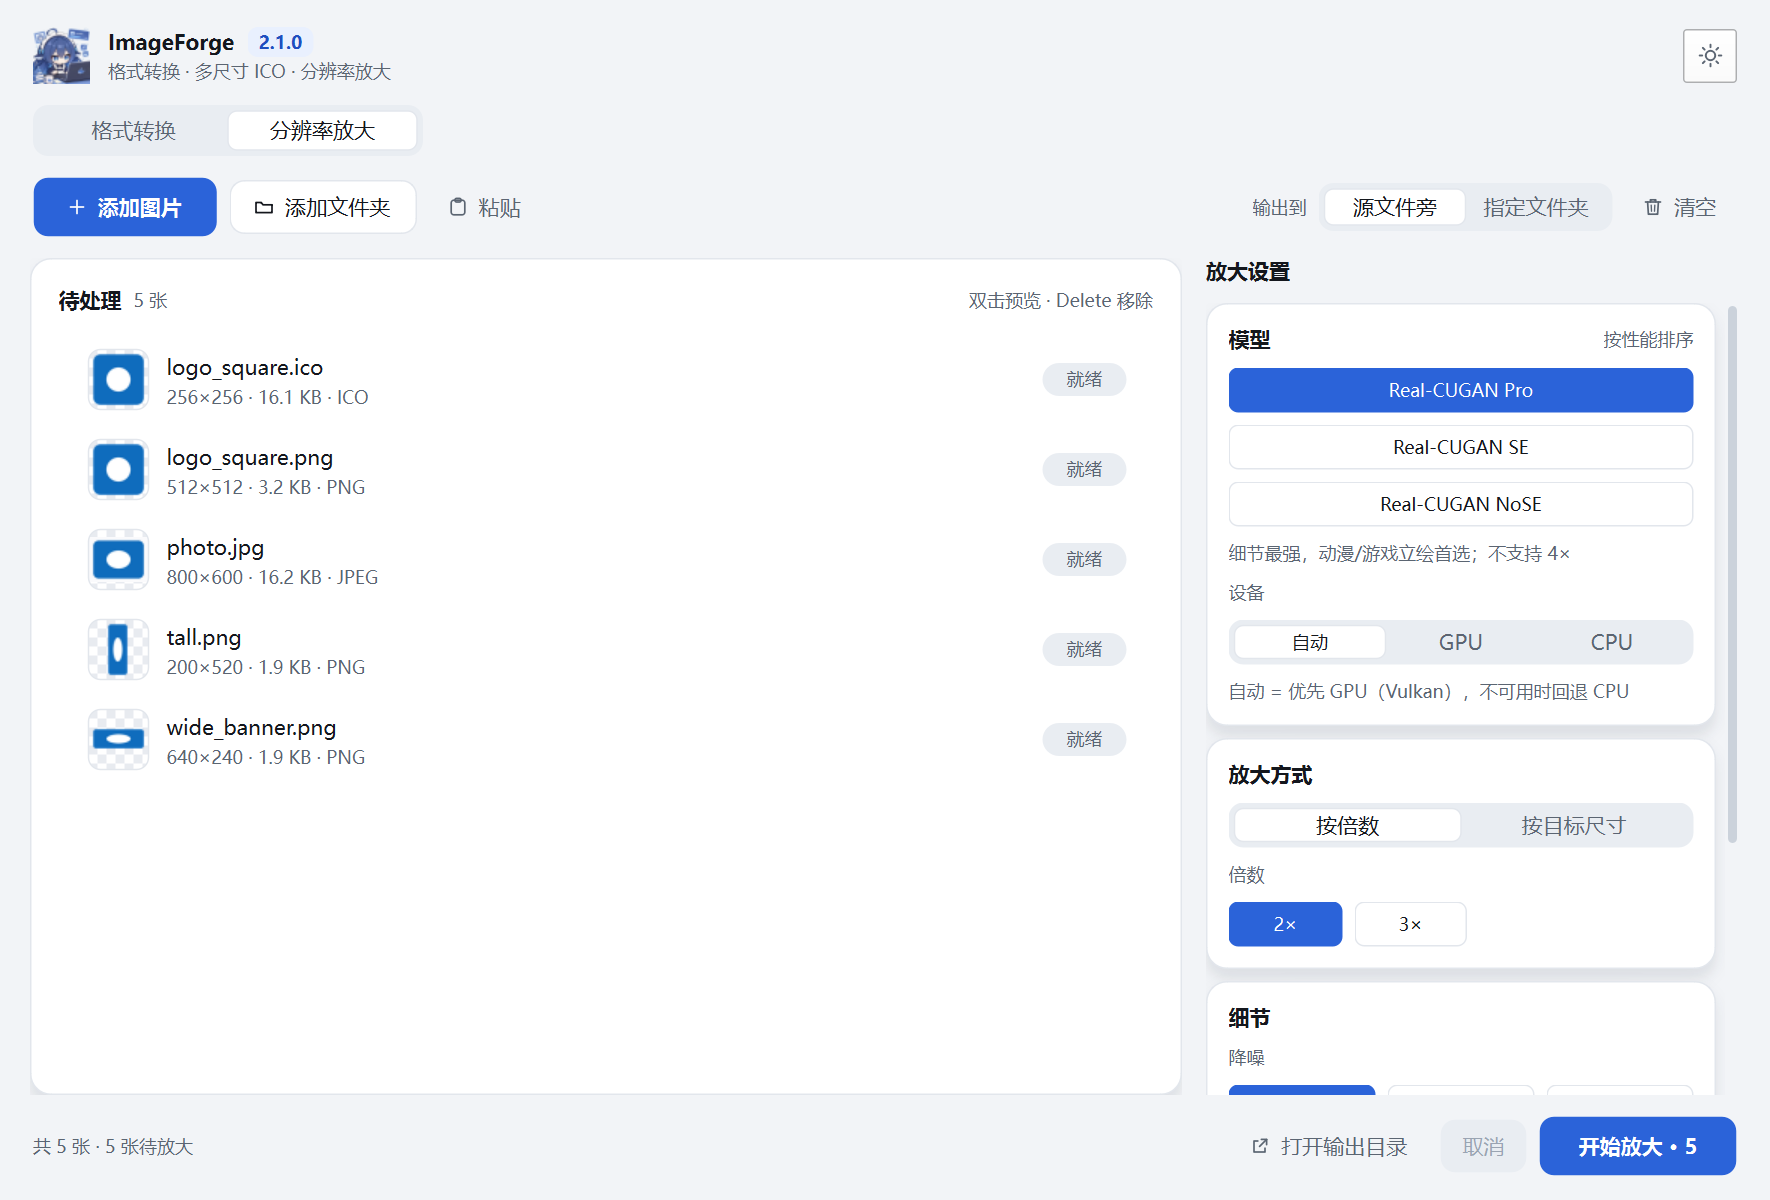 ImageForge 2.1.0
格式转换 · 多尺寸 ICO · 分辨率放大
格式转换 分辨率放大
添加图片 添加文件夹 粘贴 输出到 源文件旁 指定文件夹 清空
待处理 5 张 双击预览 · Delete 移除
logo_square.ico
256×256 · 16.1 KB · ICO
就绪
logo_square.png
512×512 · 3.2 KB · PNG
就绪
photo.jpg
800×600 · 16.2 KB · JPEG
就绪
tall.png
200×520 · 1.9 KB · PNG
就绪
wide_banner.png
640×240 · 1.9 KB · PNG
就绪
放大设置
模型 按性能排序
Real-CUGAN Pro
Real-CUGAN SE
Real-CUGAN NoSE
细节最强，动漫/游戏立绘首选；不支持 4×
设备
自动 GPU CPU
自动 = 优先 GPU（Vulkan），不可用时回退 CPU
放大方式
按倍数 按目标尺寸
倍数
2× 3×
细节
降噪
共 5 张 · 5 张待放大 打开输出目录 取消 开始放大 • 5